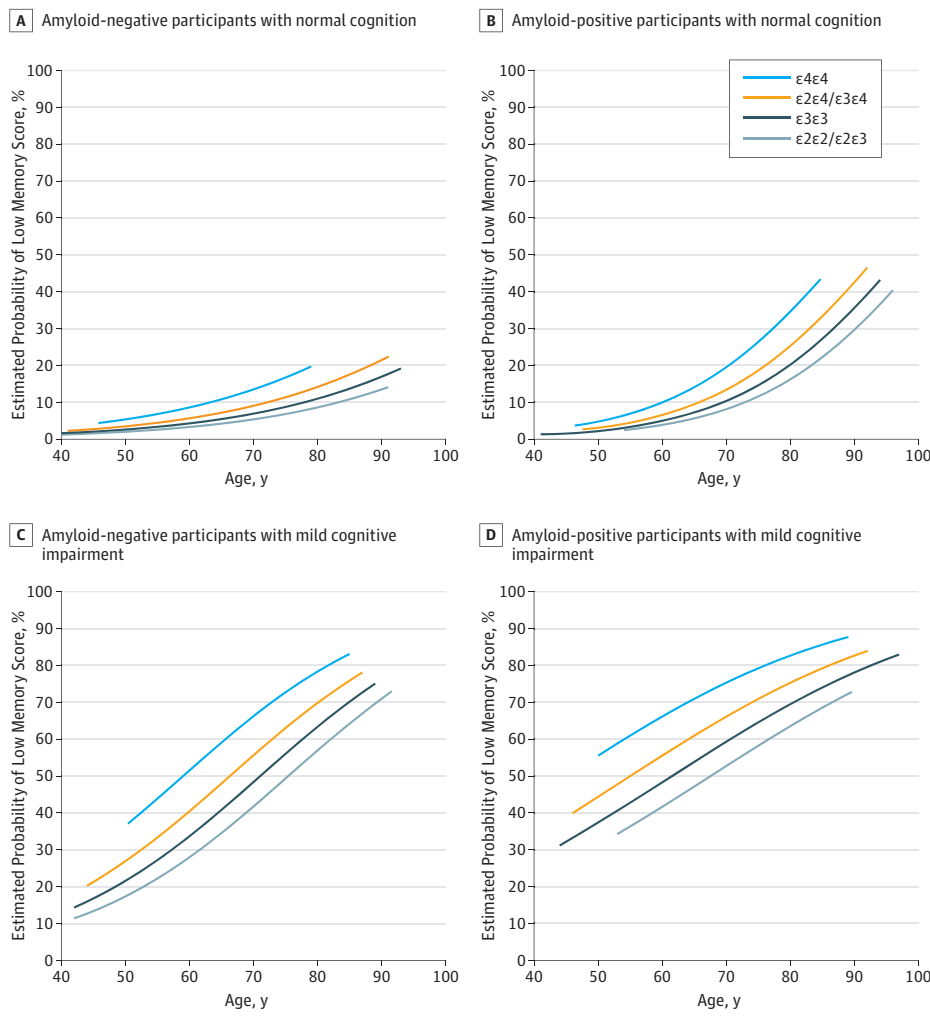 A Amyloid-negative participants with normal cognition
Estimated Probability of Low Memory Score, %
100
90
80
70
60
50
40
30
20
10
0
40 50 60 70 80 90 100
Age, y
B Amyloid-positive participants with normal cognition
Estimated Probability of Low Memory Score, %
100
90
80
70
60
50
40
30
20
10
0
40 50 60 70 80 90 100
Age, y
ε4ε4
ε2ε4/ε3ε4
ε3ε3
ε2ε2/ε2ε3
C Amyloid-negative participants with mild cognitive
impairment
Estimated Probability of Low Memory Score, %
100
90
80
70
60
50
40
30
20
10
0
40 50 60 70 80 90 100
Age, y
D Amyloid-positive participants with mild cognitive
impairment
Estimated Probability of Low Memory Score, %
100
90
80
70
60
50
40
30
20
10
0
40 50 60 70 80 90 100
Age, y